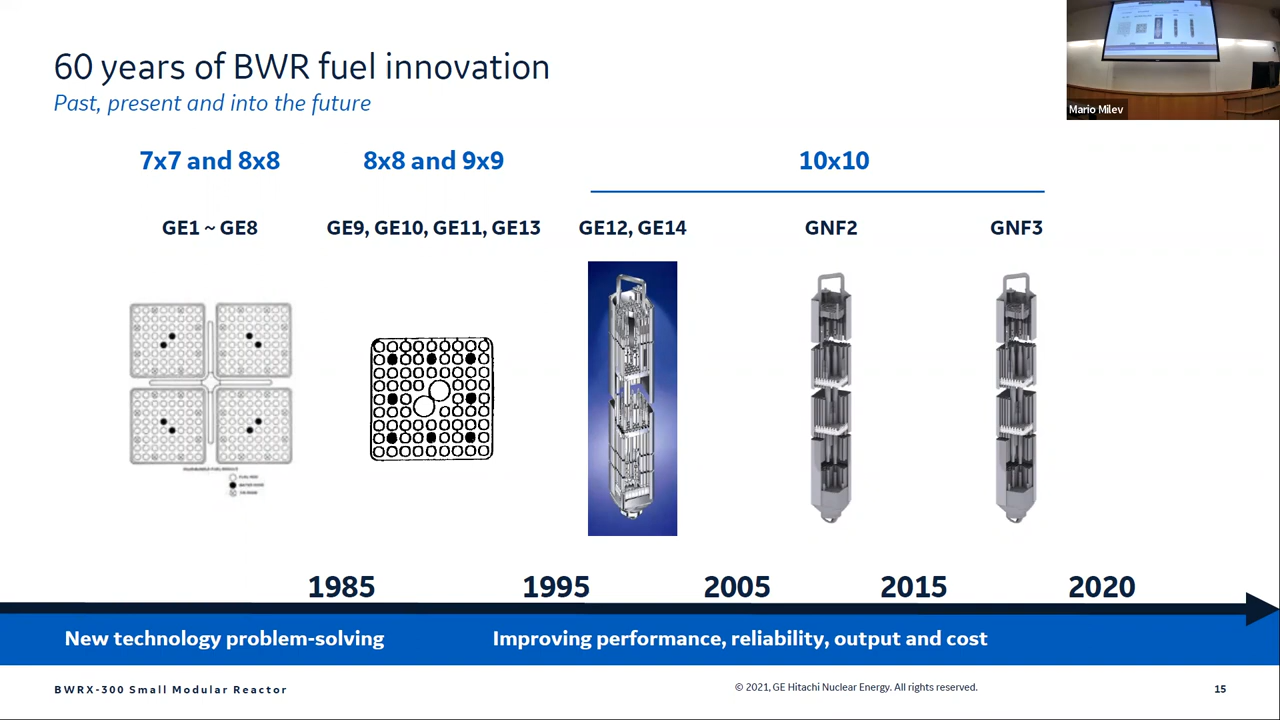 60 years of BWR fuel innovation
Past, present and into the future
Mario Milev
7x7 and 8x8
8x8 and 9x9
10x10
GE1 ~ GE8
GE9, GE10, GE11, GE13
GE12, GE14
GNF2
GNF3
1985
1995
2005
2015
2020
New technology problem-solving
Improving performance, reliability, output and cost
BWRX-300 Small Modular Reactor
© 2021, GE Hitachi Nuclear Energy. All rights reserved.
15